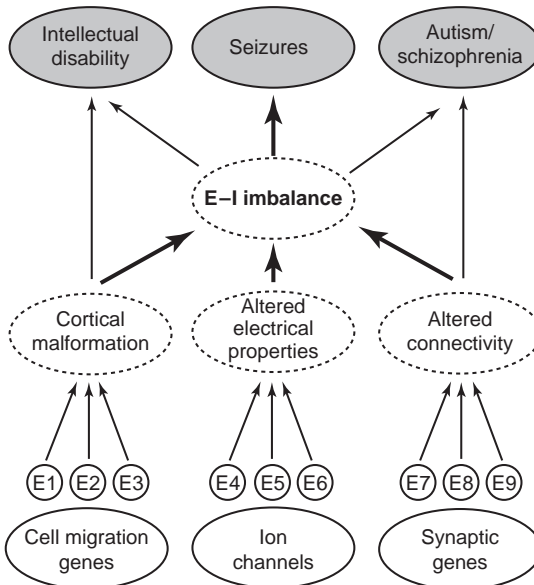 Intellectual
disability
Seizures
Autism/
schizophrenia
E–I imbalance
Cortical
malformation
Altered
electrical
properties
Altered
connectivity
E1 E2 E3 E4 E5 E6 E7 E8 E9
Cell migration
genes
Ion
channels
Synaptic
genes